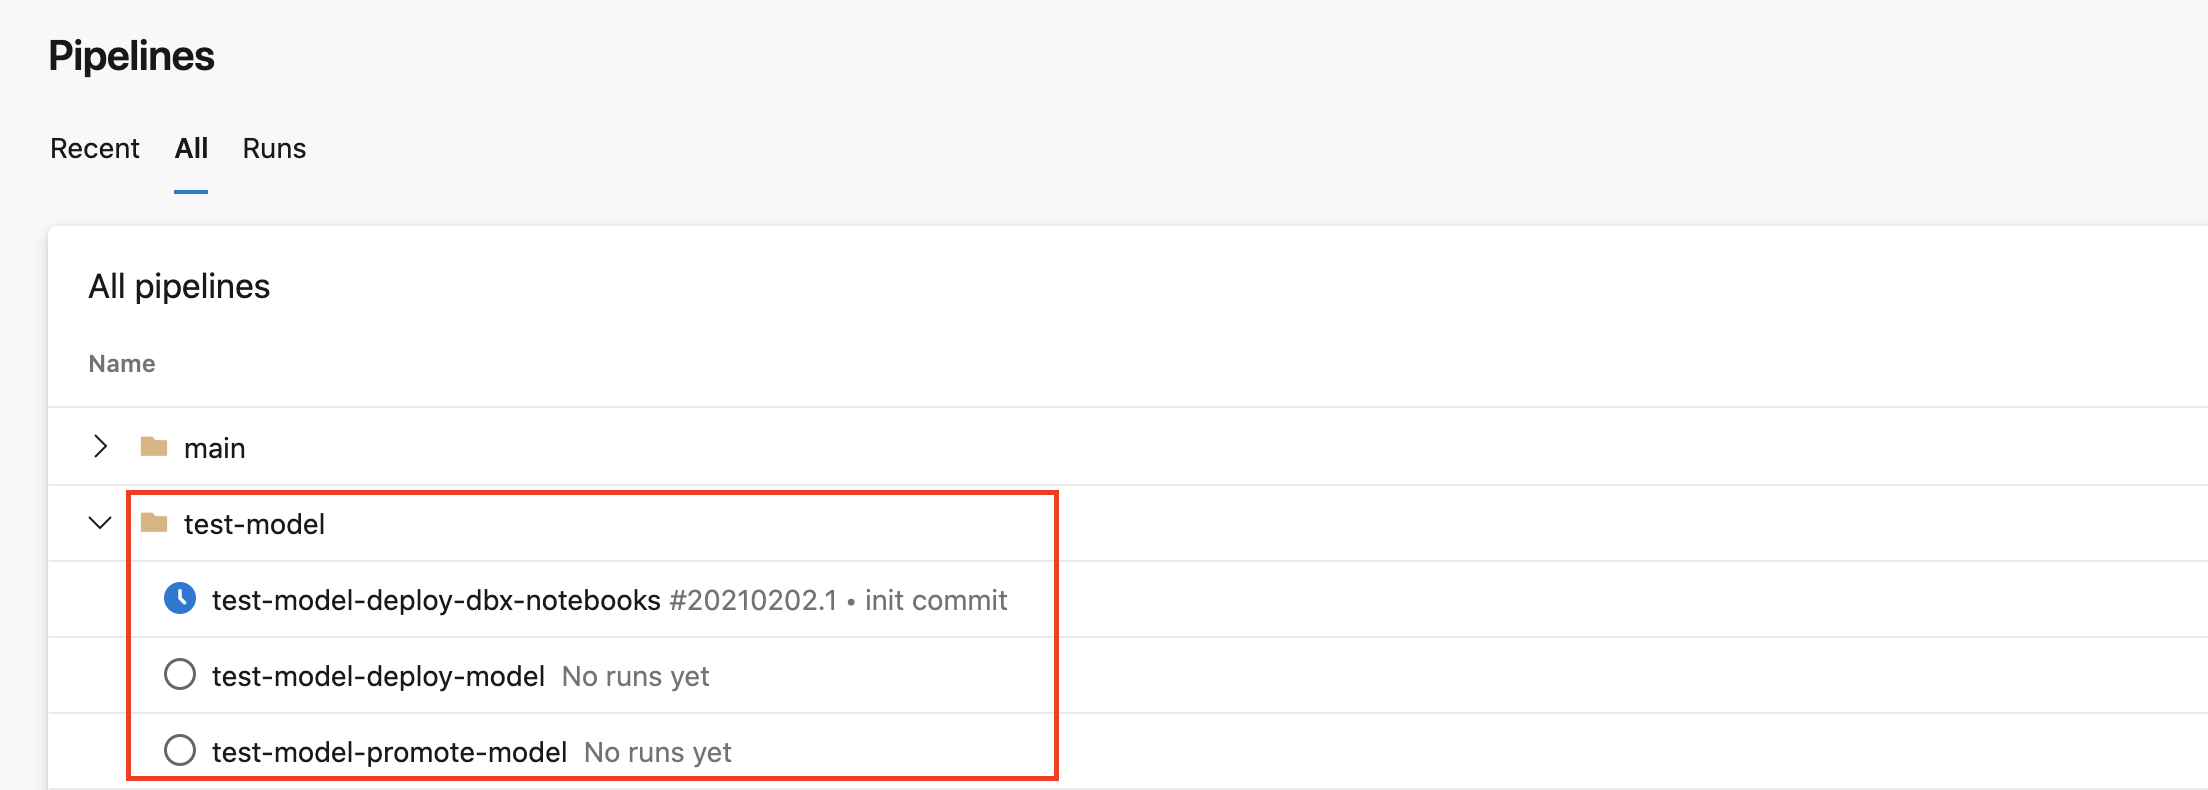 Pipelines
Recent All Runs
All pipelines
Name
main
test-model
test-model-deploy-dbx-notebooks #20210202.1 • init commit
test-model-deploy-model No runs yet
test-model-promote-model No runs yet